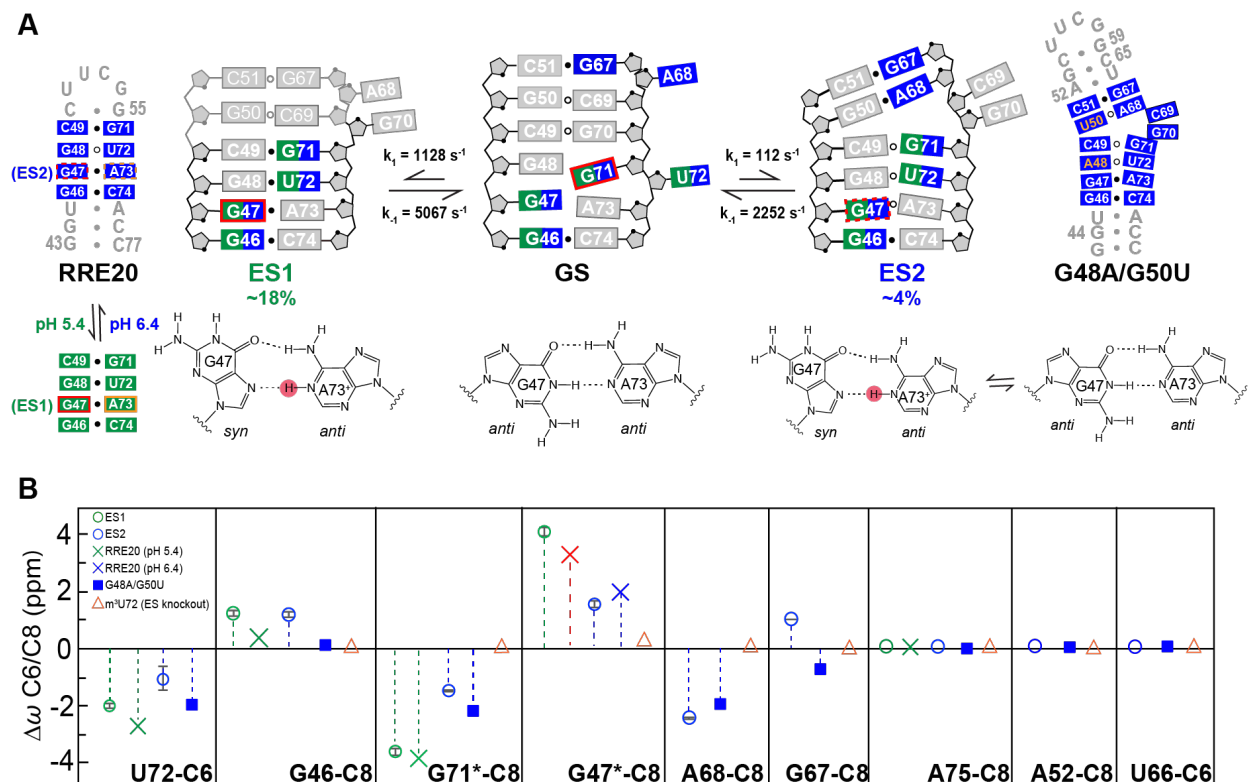 A
U C
U G
C G 55
C49 G71
G48 U72
(ES2) G47 A73
G46 C74
U A
G C
43G C77
RRE20
pH 5.4 pH 6.4
C49 G71
G48 U72
(ES1) G47 A73
G46 C74
C51 G67
A68
G50 C69
G70
C49 G71
G48 U72
G47 A73
G46 C74
ES1
~18%
k₁ = 1128 s⁻¹
k₋₁ = 5067 s⁻¹
C51 G67
A68
G50 C69
C49 G70
G48 G71
U72
G47 A73
G46 C74
GS
k₁ = 112 s⁻¹
k₋₁ = 2252 s⁻¹
C51 G67
C69
G50 A68
G70
C49 G71
G48 U72
G47 A73
G46 C74
ES2
~4%
U C
U G
C G 59
G C 65
52A U
C51 G67
U50 A68 C69
G70
C49 G71
A48 U72
G47 A73
G46 C74
U A
44G C
G C
G48A/G50U
H H
N N O H
H G47 H N
N N H N A73⁺ N
N N N
syn anti
N O H H N
N G47 N H N A73 N
N N H N N
H
anti anti
H H
N N O H
H G47 H N
N N H N A73⁺ N
N N N
syn anti
N O H H N
N G47 N H N A73 N
N N H N N
H
anti anti
B
Δω C6/C8 (ppm)
4
2
0
-2
-4
ES1
ES2
RRE20 (pH 5.4)
RRE20 (pH 6.4)
G48A/G50U
m³U72 (ES knockout)
U72-C6 G46-C8 G71*-C8 G47*-C8 A68-C8 G67-C8 A75-C8 A52-C8 U66-C6